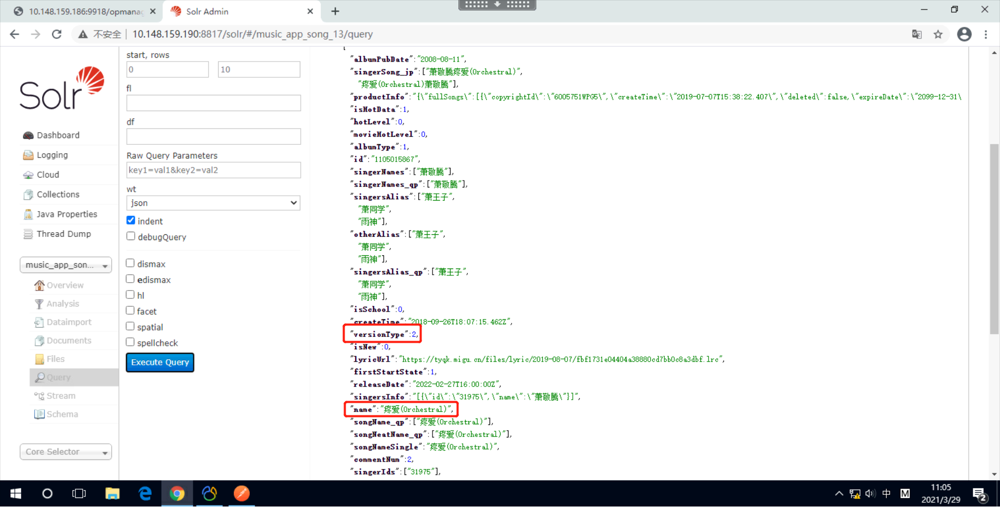 10.148.159.186:9918/opmana
Solr Admin
不安全
10.148.159.190:8817/solr/#/music_app_song_13/query
Solr
Dashboard
Logging
Cloud
Collections
Java Properties
Thread Dump
music_app_son...
Overview
Analysis
Dataimport
Documents
Files
Query
Stream
Schema
Core Selector
start, rows
0
10
fl
df
Raw Query Parameters
key1=val1&key2=val2
wt
json
indent
debugQuery
dismax
edismax
hl
facet
spatial
spellcheck
Execute Query
"albumPubDate":"2008-08-11",
"singerSong_jp":["萧敬腾疼爱(Orchestral)",
"疼爱(Orchestral)萧敬腾"],
"productInfo":"{\"fullSongs\":[{\"copyrightId\":\"6005751WPG5\",\"createTime\":\"2019-07-07T15:38:22.407\",\"deleted\":false,\"expireDate\":\"2099-12-31\
"isHotData":1,
"hotLevel":0,
"movieHotLevel":0,
"albumType":1,
"id":"1105015867",
"singerNames":["萧敬腾"],
"singerNames_qp":["萧敬腾"],
"singersAlias":["萧王子",
"萧同学",
"雨神"],
"otherAlias":["萧王子",
"萧同学",
"雨神"],
"singersAlias_qp":["萧王子",
"萧同学",
"雨神"],
"isSchool":0,
"createTime":"2018-09-26T18:07:15.462Z",
"versionType":2,
"isNew":0,
"lyricUrl":"https://tyqk.migu.cn/files/lyric/2019-08-07/fbf1731e04404a38880cd7bb0c8a3dbf.lrc",
"firstStartState":1,
"releaseDate":"2022-02-27T16:00:00Z",
"singersInfo":"[{\"id\":\"31975\",\"name\":\"萧敬腾\"}]",
"name":"疼爱(Orchestral)",
"songName_qp":["疼爱(Orchestral)"],
"songNeatName_qp":["疼爱(Orchestral)"],
"songNameSingle":"疼爱(Orchestral)",
"commentNum":2,
"singerIds":["31975"],
中
M
11:05
2021/3/29
2